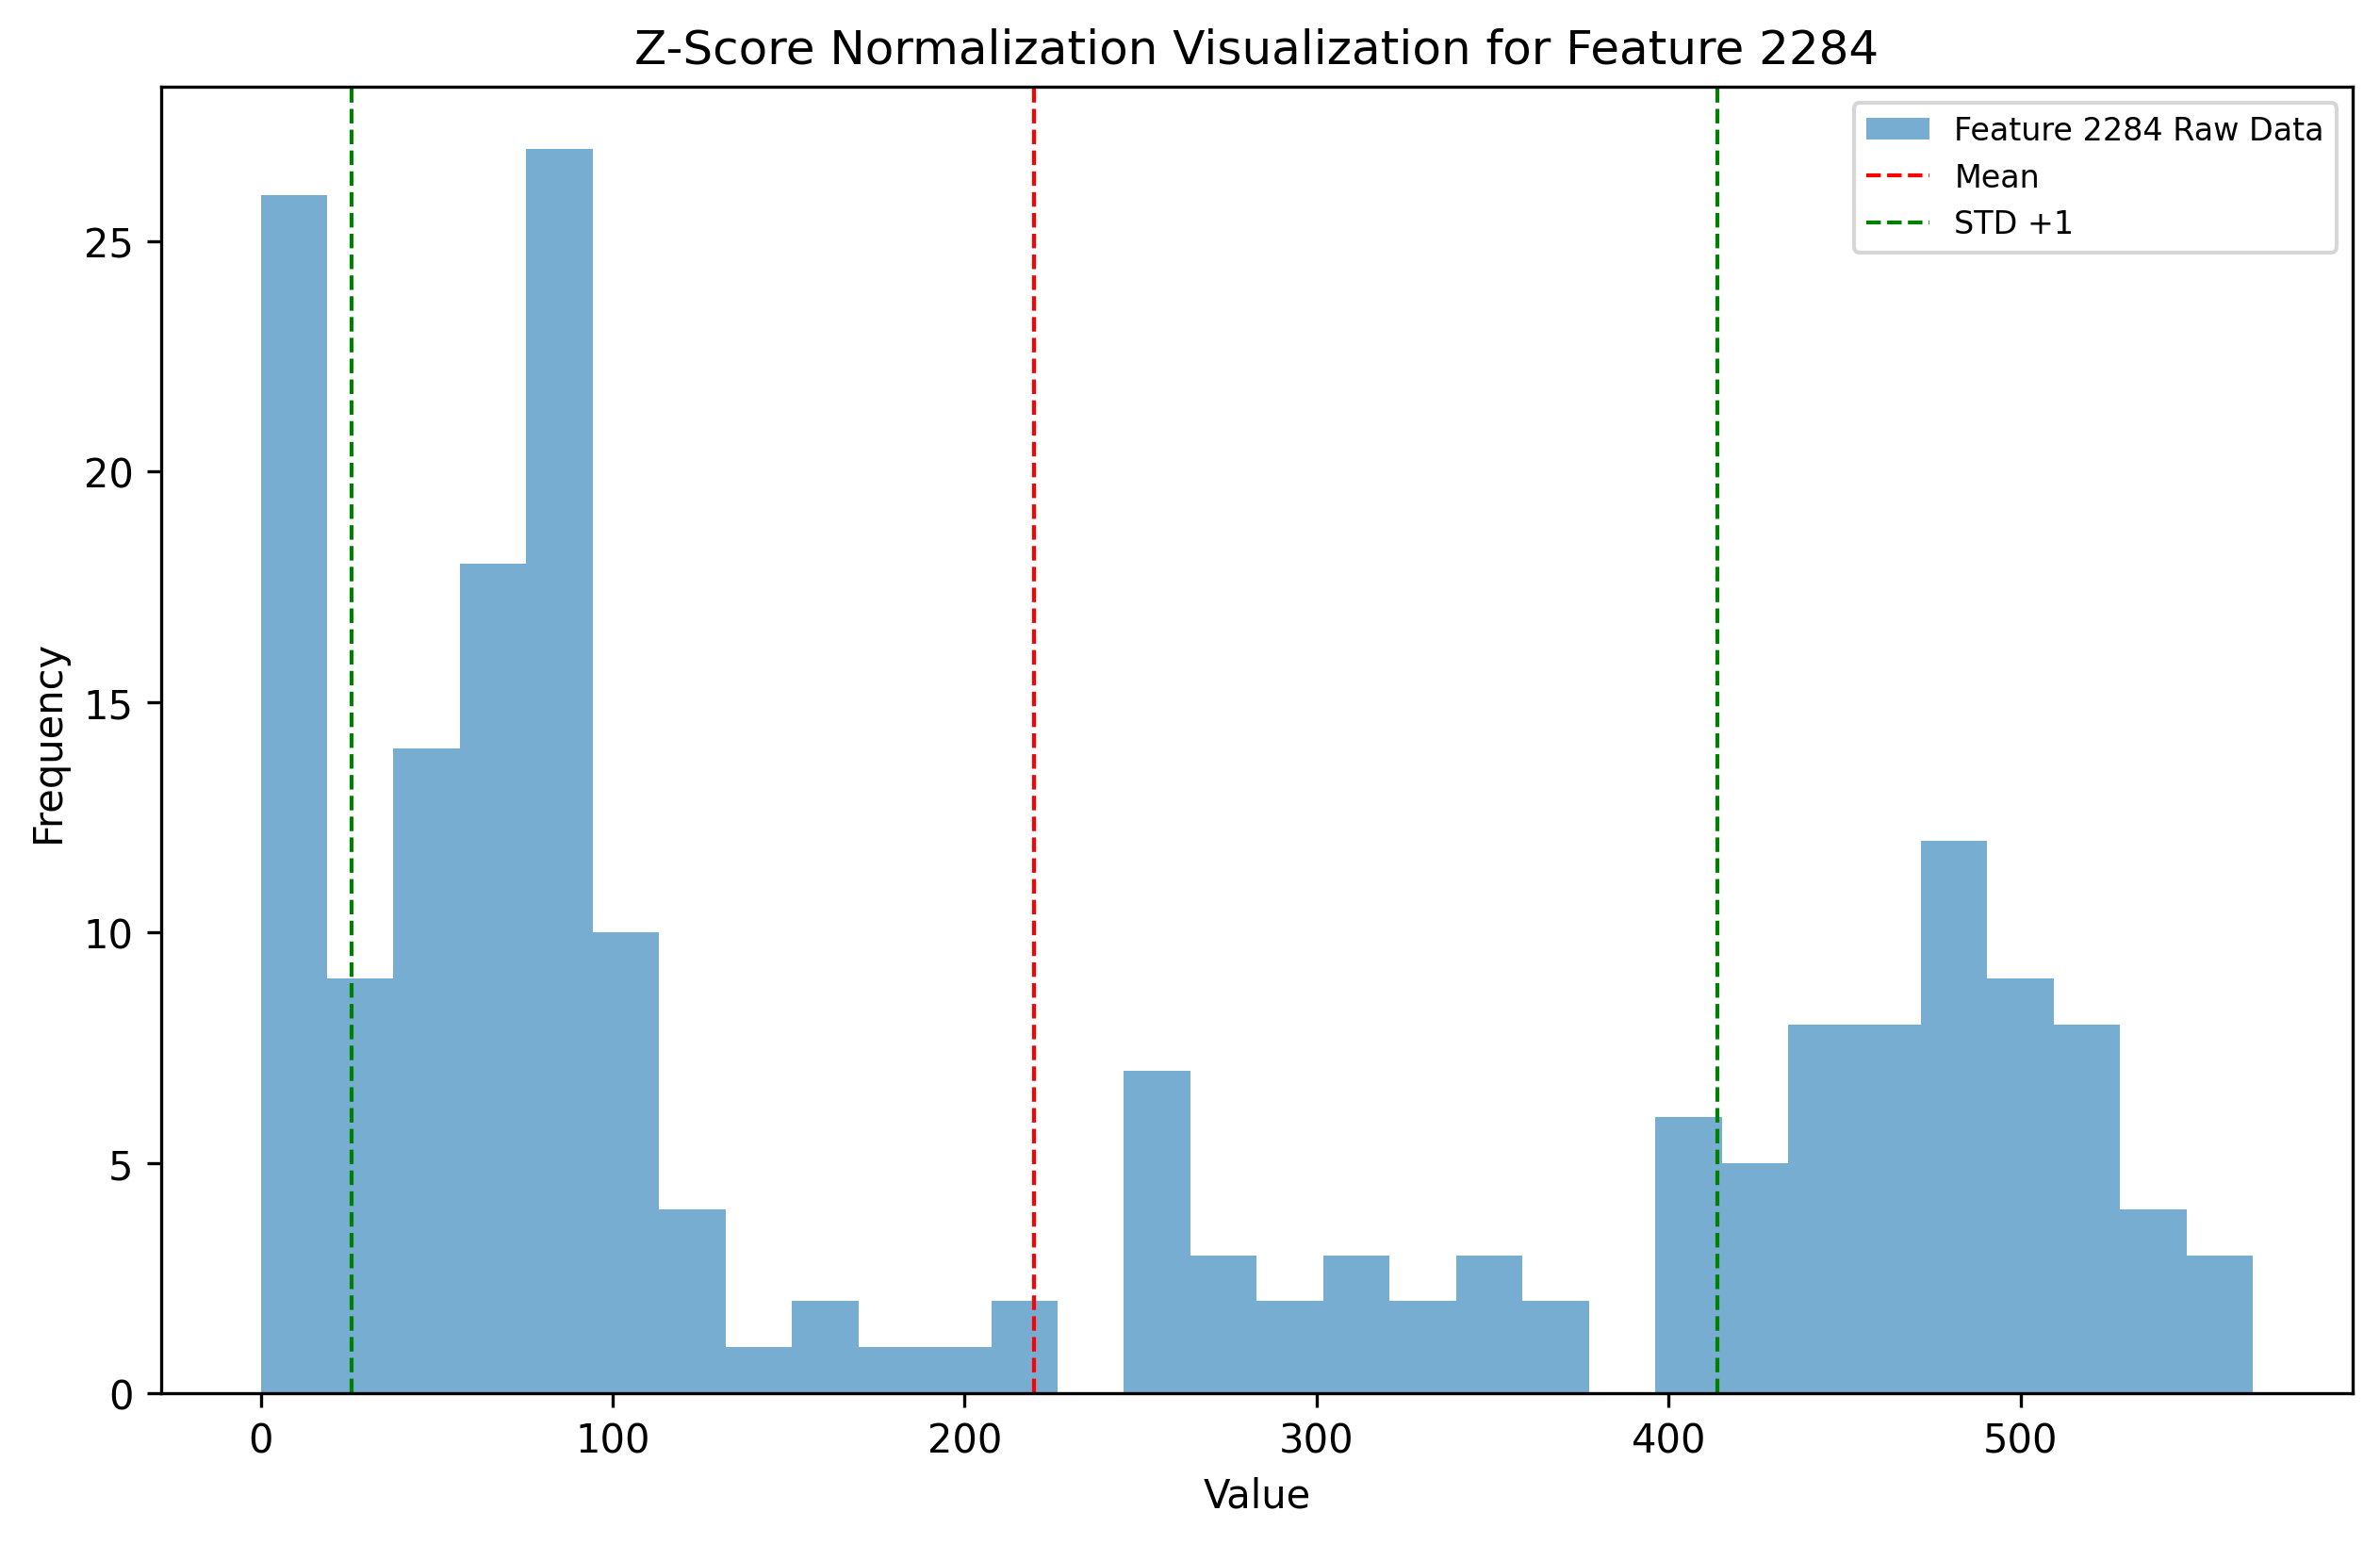 Z-Score Normalization Visualization for Feature 2284
Feature 2284 Raw Data
Mean
STD +1
25
20
15
10
5
0
Frequency
0 100 200 300 400 500
Value